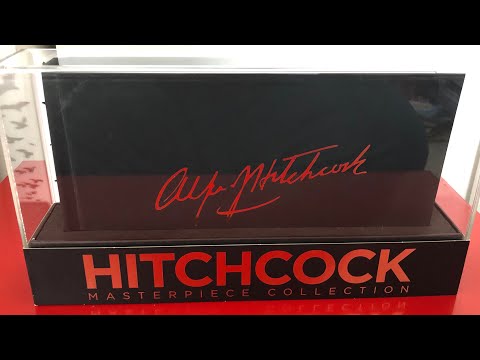 Alfred Hitchcock
HITCHCOCK
MASTERPIECE COLLECTION